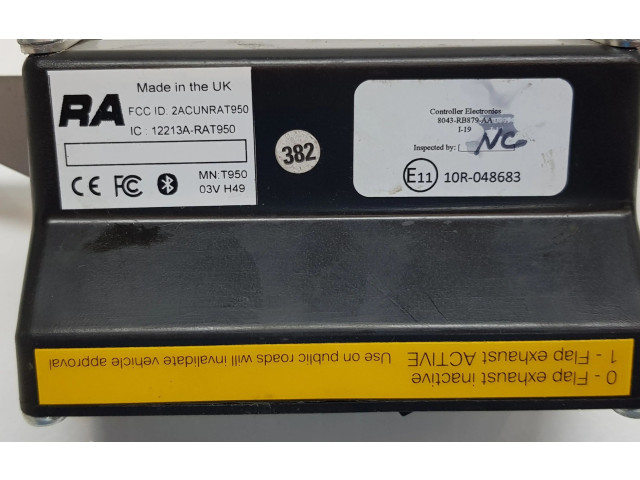 RA
Made in the UK
FCC ID: 2ACUNRAT950
IC : 12213A-RAT950
CE FC
MN:T950
03V H49
382
Controller Electronics
8043-RB879-AA
I-19
Inspected by: NC
E11 10R-048683
0 - Flap exhaust inactive
1 - Flap exhaust ACTIVE
Use on public roads will invalidate vehicle approval